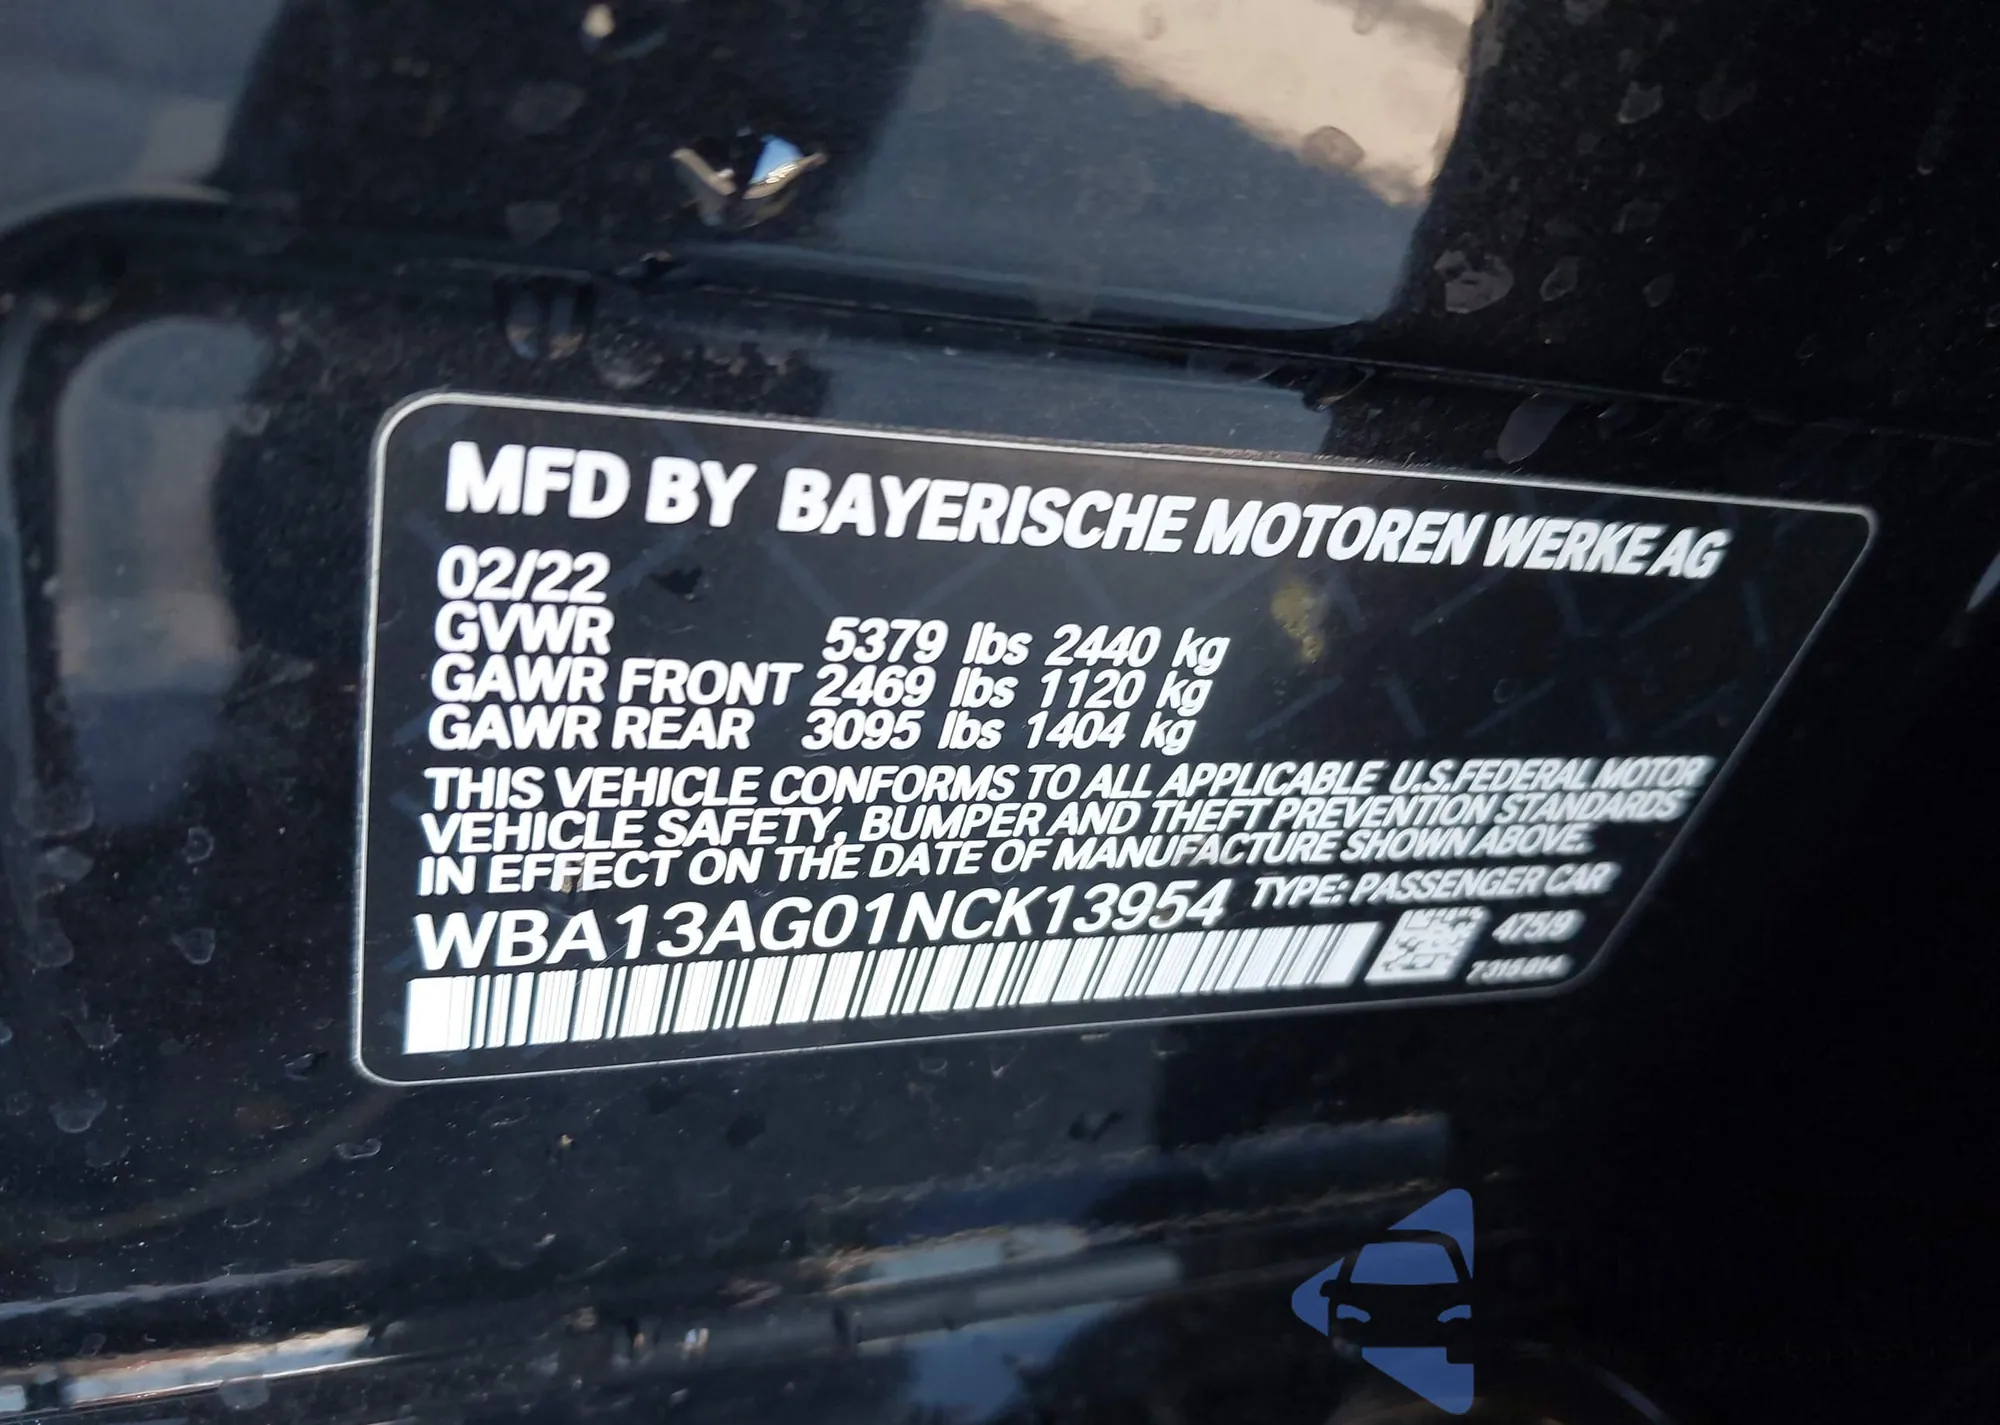 MFD BY BAYERISCHE MOTOREN WERKE AG
02/22
GVWR 5379 lbs 2440 kg
GAWR FRONT 2469 lbs 1120 kg
GAWR REAR 3095 lbs 1404 kg
THIS VEHICLE CONFORMS TO ALL APPLICABLE U.S.FEDERAL MOTOR
VEHICLE SAFETY, BUMPER AND THEFT PREVENTION STANDARDS
IN EFFECT ON THE DATE OF MANUFACTURE SHOWN ABOVE.
WBA13AG01NCK13954 TYPE: PASSENGER CAR